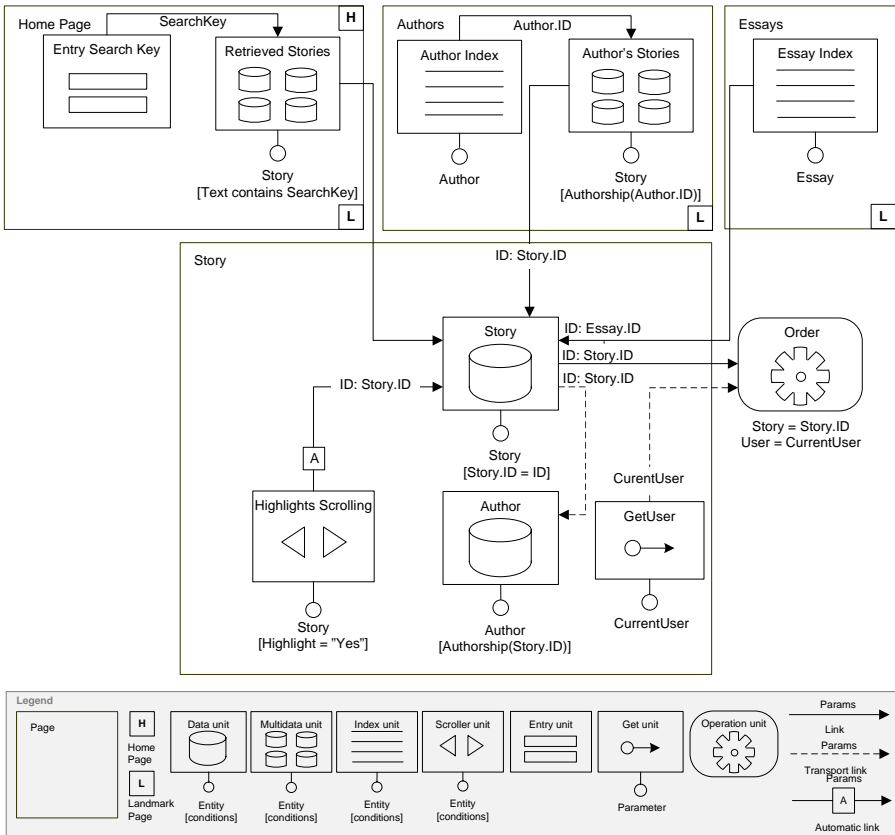 Home Page
SearchKey
H
Entry Search Key
Retrieved Stories
Story
[Text contains SearchKey]
L
Authors
Author.ID
Author Index
Author's Stories
Author
Story
[Authorship(Author.ID)]
L
Essays
Essay Index
Essay
L
Story
ID: Story.ID
Story
ID: Essay.ID
ID: Story.ID
ID: Story.ID
Order
Story = Story.ID
User = CurrentUser
ID: Story.ID
A
Story
[Story.ID = ID]
CurentUser
Highlights Scrolling
Author
GetUser
Story
[Highlight = "Yes"]
Author
[Authorship(Story.ID)]
CurrentUser
Legend
Page
H
Home
Page
L
Landmark
Page
Data unit
Entity
[conditions]
Multidata unit
Entity
[conditions]
Index unit
Entity
[conditions]
Scroller unit
Entity
[conditions]
Entry unit
Get unit
Parameter
Operation unit
Params
Link
Params
Transport link
Params
A
Automatic link